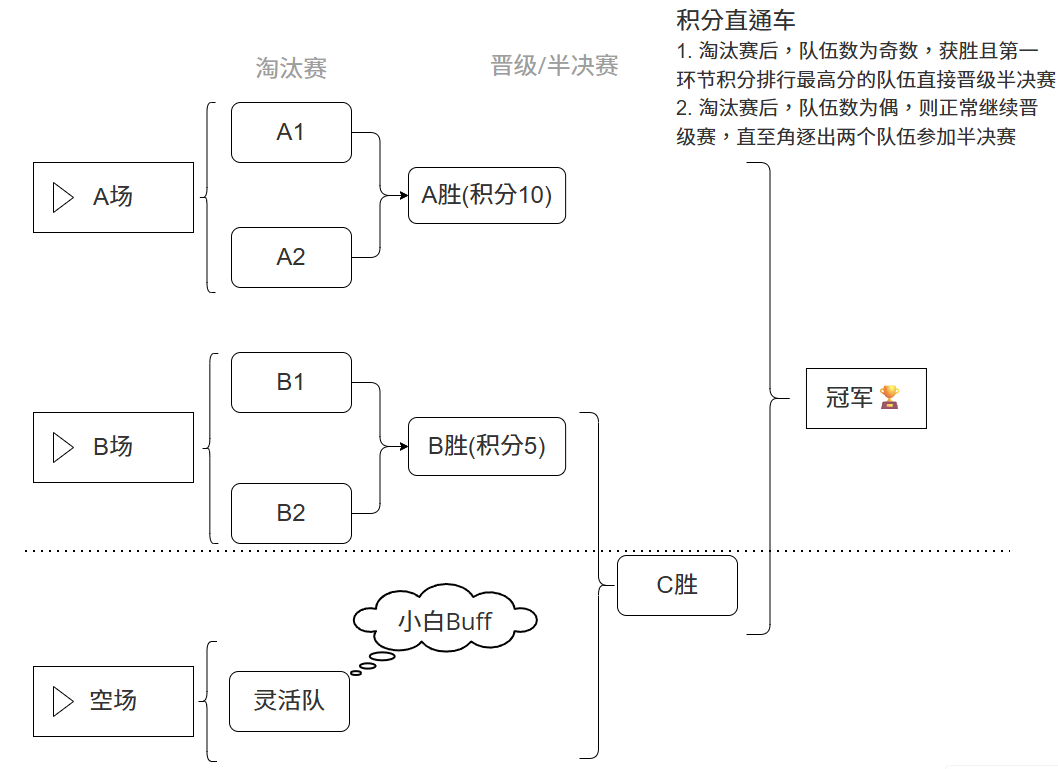 积分直通车
1. 淘汰赛后，队伍数为奇数，获胜且第一
环节积分排行最高分的队伍直接晋级半决赛
2. 淘汰赛后，队伍数为偶，则正常继续晋
级赛，直至角逐出两个队伍参加半决赛
淘汰赛
晋级/半决赛
A场
A1
A2
A胜(积分10)
B场
B1
B2
B胜(积分5)
冠军🏆
C胜
小白Buff
空场
灵活队